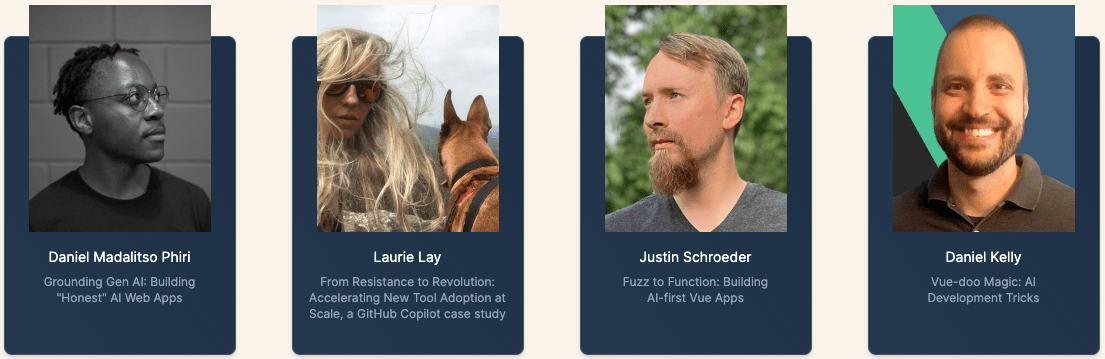 Daniel Madalitso Phiri
Grounding Gen AI: Building
"Honest" AI Web Apps
Laurie Lay
From Resistance to Revolution:
Accelerating New Tool Adoption at
Scale, a GitHub Copilot case study
Justin Schroeder
Fuzz to Function: Building
AI-first Vue Apps
Daniel Kelly
Vue-doo Magic: AI
Development Tricks